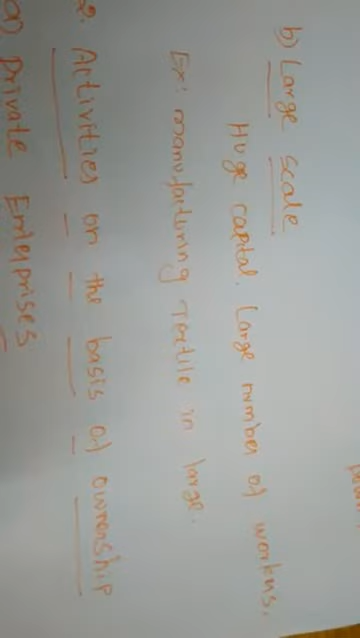 b) Large scale
Huge capital. Large number of workers.
Ex: manufacturing Textile in large.
2. Activities on the basis of ownership
a) Private Enterprises